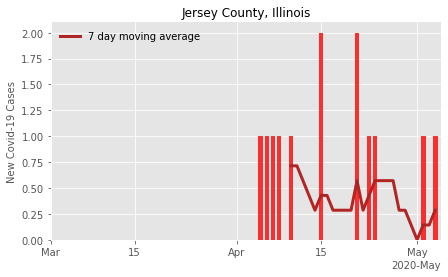 Jersey County, Illinois
7 day moving average
New Covid-19 Cases
2.00
1.75
1.50
1.25
1.00
0.75
0.50
0.25
0.00
Mar 15 Apr 15 May
2020-May